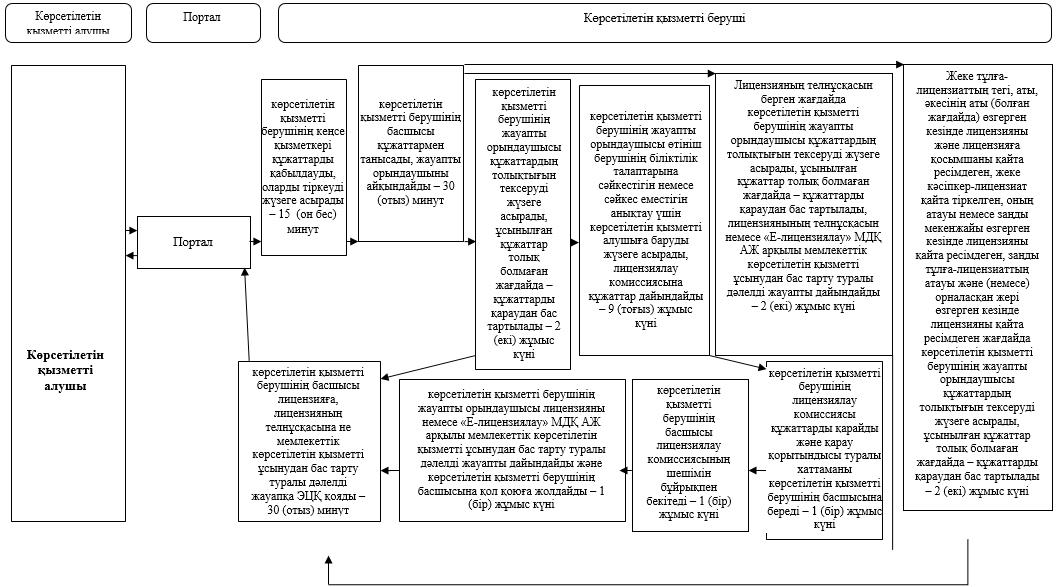 Көрсетілетін
қызметті алушы
Портал
Көрсетілетін қызметті беруші
Көрсетілетін
қызметті
алушы
Портал
көрсетілетін
қызметті
берушінің кеңсе
қызметкері
құжаттарды
қабылдауды,
оларды тіркеуді
жүзеге асырады
– 15 (он бес)
минут
көрсетілетін
қызметті берушінің
басшысы
құжаттармен
танысады, жауапты
орындаушыны
айқындайды – 30
(отыз) минут
көрсетілетін
қызметті
берушінің
жауапты
орындаушысы
құжаттардың
толықтығын
тексеруді
жүзеге
асырады,
ұсынылған
құжаттар
толық
болмаған
жағдайда –
құжаттарды
қараудан бас
тартылады – 2
(екі) жұмыс
күні
көрсетілетін қызметті
берушінің жауапты
орындаушысы өтініш
берушінің біліктілік
талаптарына
сәйкестігін немесе
сәйкес еместігін
анықтау үшін
көрсетілетін қызметті
алушыға баруды
жүзеге асырады,
лицензиялау
комиссиясына
құжаттар дайындайды
– 9 (тоғыз) жұмыс
күні
Лицензияның телнұсқасын
берген жағдайда
көрсетілетін қызметті
берушінің жауапты
орындаушысы құжаттардың
толықтығын тексеруді жүзеге
асырады, ұсынылған
құжаттар толық болмаған
жағдайда – құжаттарды
қараудан бас тартылады,
лицензиянының телнұсқасын
немесе «Е-лицензиялау» МДҚ
АЖ арқылы мемлекеттік
көрсетілетін қызметті
ұсынудан бас тарту туралы
дәлелді жауапты дайындайды
– 2 (екі) жұмыс күні
Жеке тұлға-
лицензиаттың тегі, аты,
әкесінің аты (болған
жағдайда) өзгерген
кезінде лицензияны
және лицензияға
қосымшаны қайта
ресімдеген, жеке
кәсіпкер-лицензиат
қайта тіркелген, оның
атауы немесе заңды
мекенжайы өзгерген
кезінде лицензияны
қайта ресімдеген, заңды
тұлға-лицензиаттың
атауы және (немесе)
орналасқан жері
өзгерген кезінде
лицензияны қайта
ресімдеген жағдайда
көрсетілетін қызметті
берушінің жауапты
орындаушысы
құжаттардың
толықтығын тексеруді
жүзеге асырады,
ұсынылған құжаттар
толық болмаған
жағдайда – құжаттарды
қараудан бас тартылады
– 2 (екі) жұмыс күні
көрсетілетін қызметті
берушінің басшысы
лицензияға,
лицензияның
телнұсқасына не
мемлекеттік
көрсетілетін қызметті
ұсынудан бас тарту
туралы дәлелді
жауапқа ЭЦҚ қояды –
30 (отыз) минут
көрсетілетін қызметті берушінің
жауапты орындаушысы лицензияны
немесе «Е-лицензиялау» МДҚ АЖ
арқылы мемлекеттік көрсетілетін
қызметті ұсынудан бас тарту туралы
дәлелді жауапты дайындайды және
көрсетілетін қызметті берушінің
басшысына қол қоюға жолдайды – 1
(бір) жұмыс күні
көрсетілетін
қызметті
берушінің
басшысы
лицензиялау
комиссиясының
шешімін
бұйрықпен
бекітеді – 1 (бір)
жұмыс күні
көрсетілетін қызметті
берушінің
лицензиялау
комиссиясы
құжаттарды қарайды
және қарау
қорытындысы туралы
хаттаманы
көрсетілетін қызметті
берушінің басшысына
береді – 1 (бір) жұмыс
күні